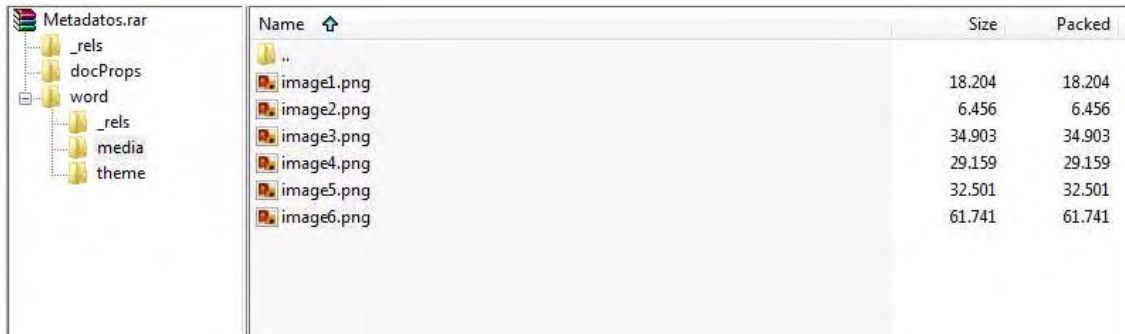 Metadatos.rar
_rels
docProps
word
_rels
media
theme
Name Size Packed
..
image1.png 18.204 18.204
image2.png 6.456 6.456
image3.png 34.903 34.903
image4.png 29.159 29.159
image5.png 32.501 32.501
image6.png 61.741 61.741